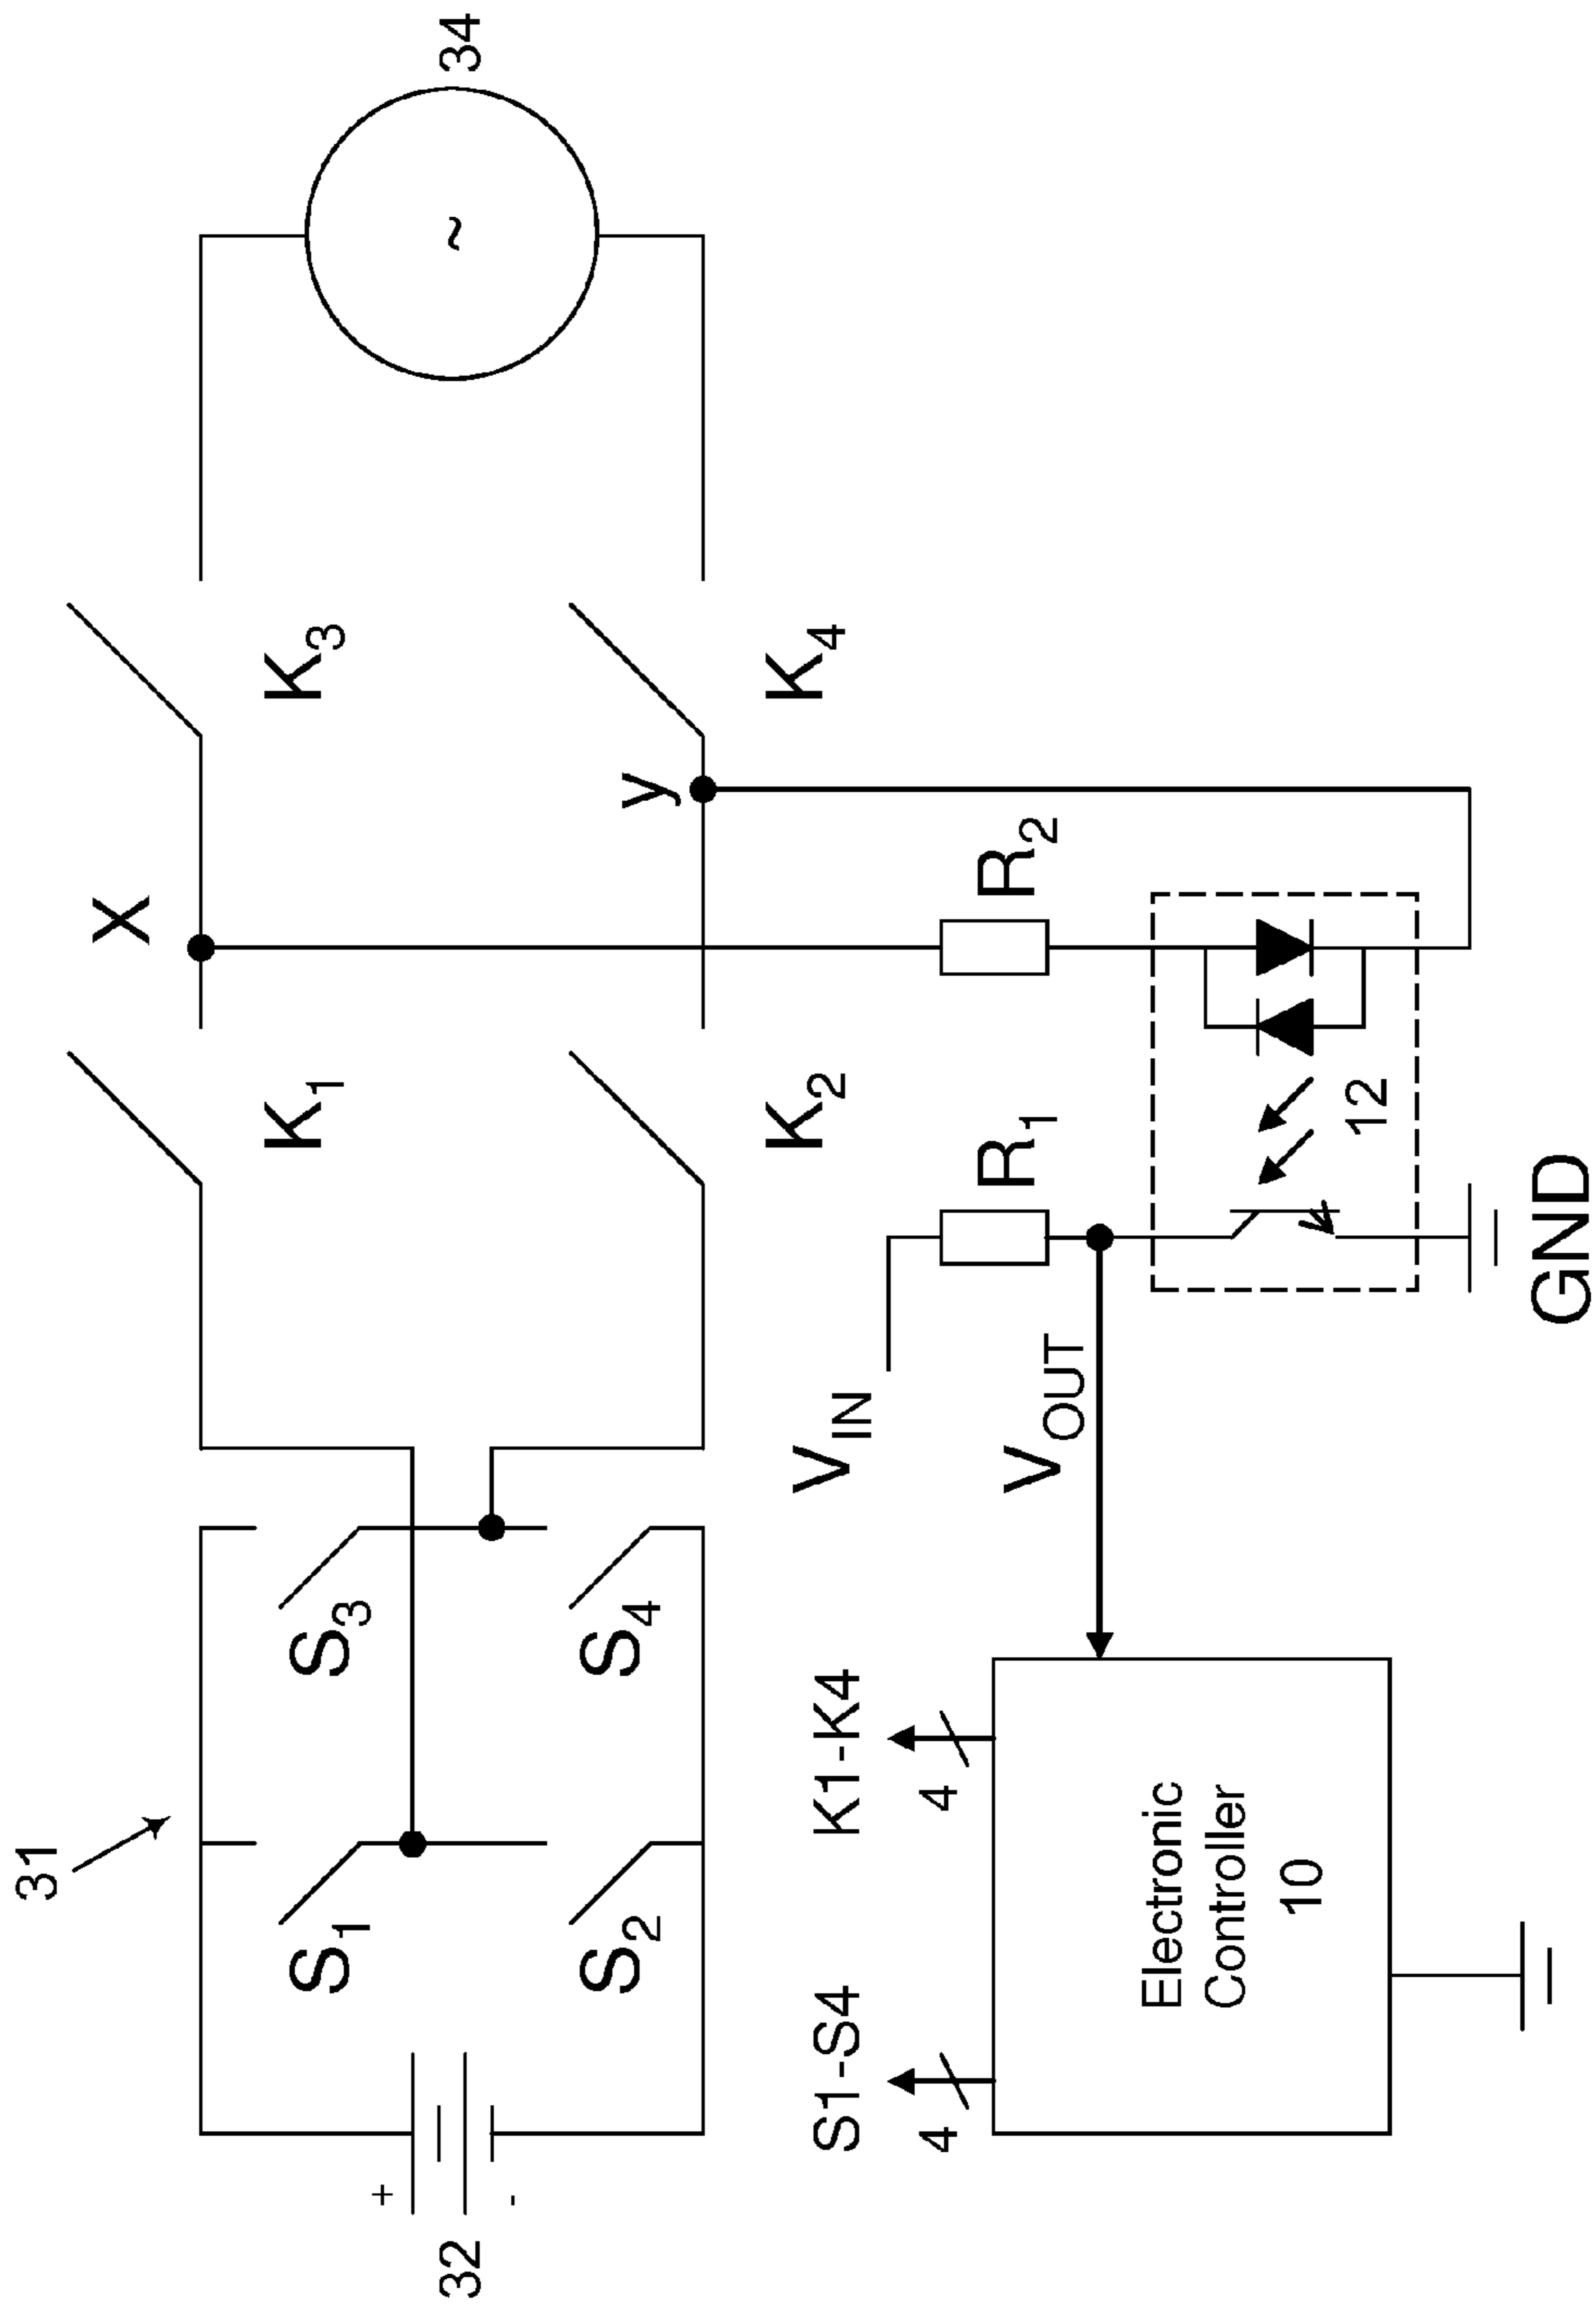 31
32
+
-
S1
S2
S3
S4
K1
K2
X
y
K3
K4
34
~
S1-S4
4
K1-K4
4
Electronic
Controller
10
VIN
VOUT
R1
R2
12
GND